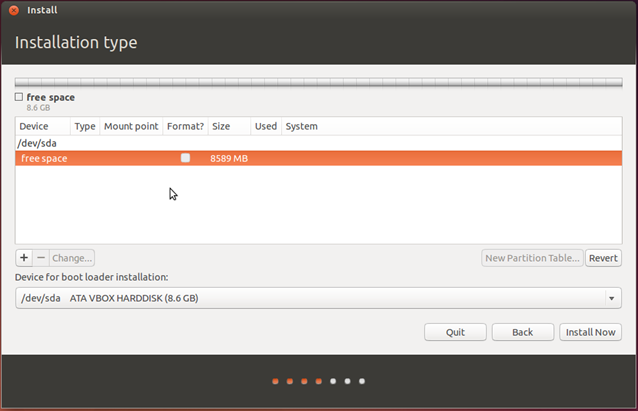 Install
Installation type
free space
8.6 GB
Device Type Mount point Format? Size Used System
/dev/sda
free space 8589 MB
+ − Change... New Partition Table... Revert
Device for boot loader installation:
/dev/sda ATA VBOX HARDDISK (8.6 GB)
Quit Back Install Now